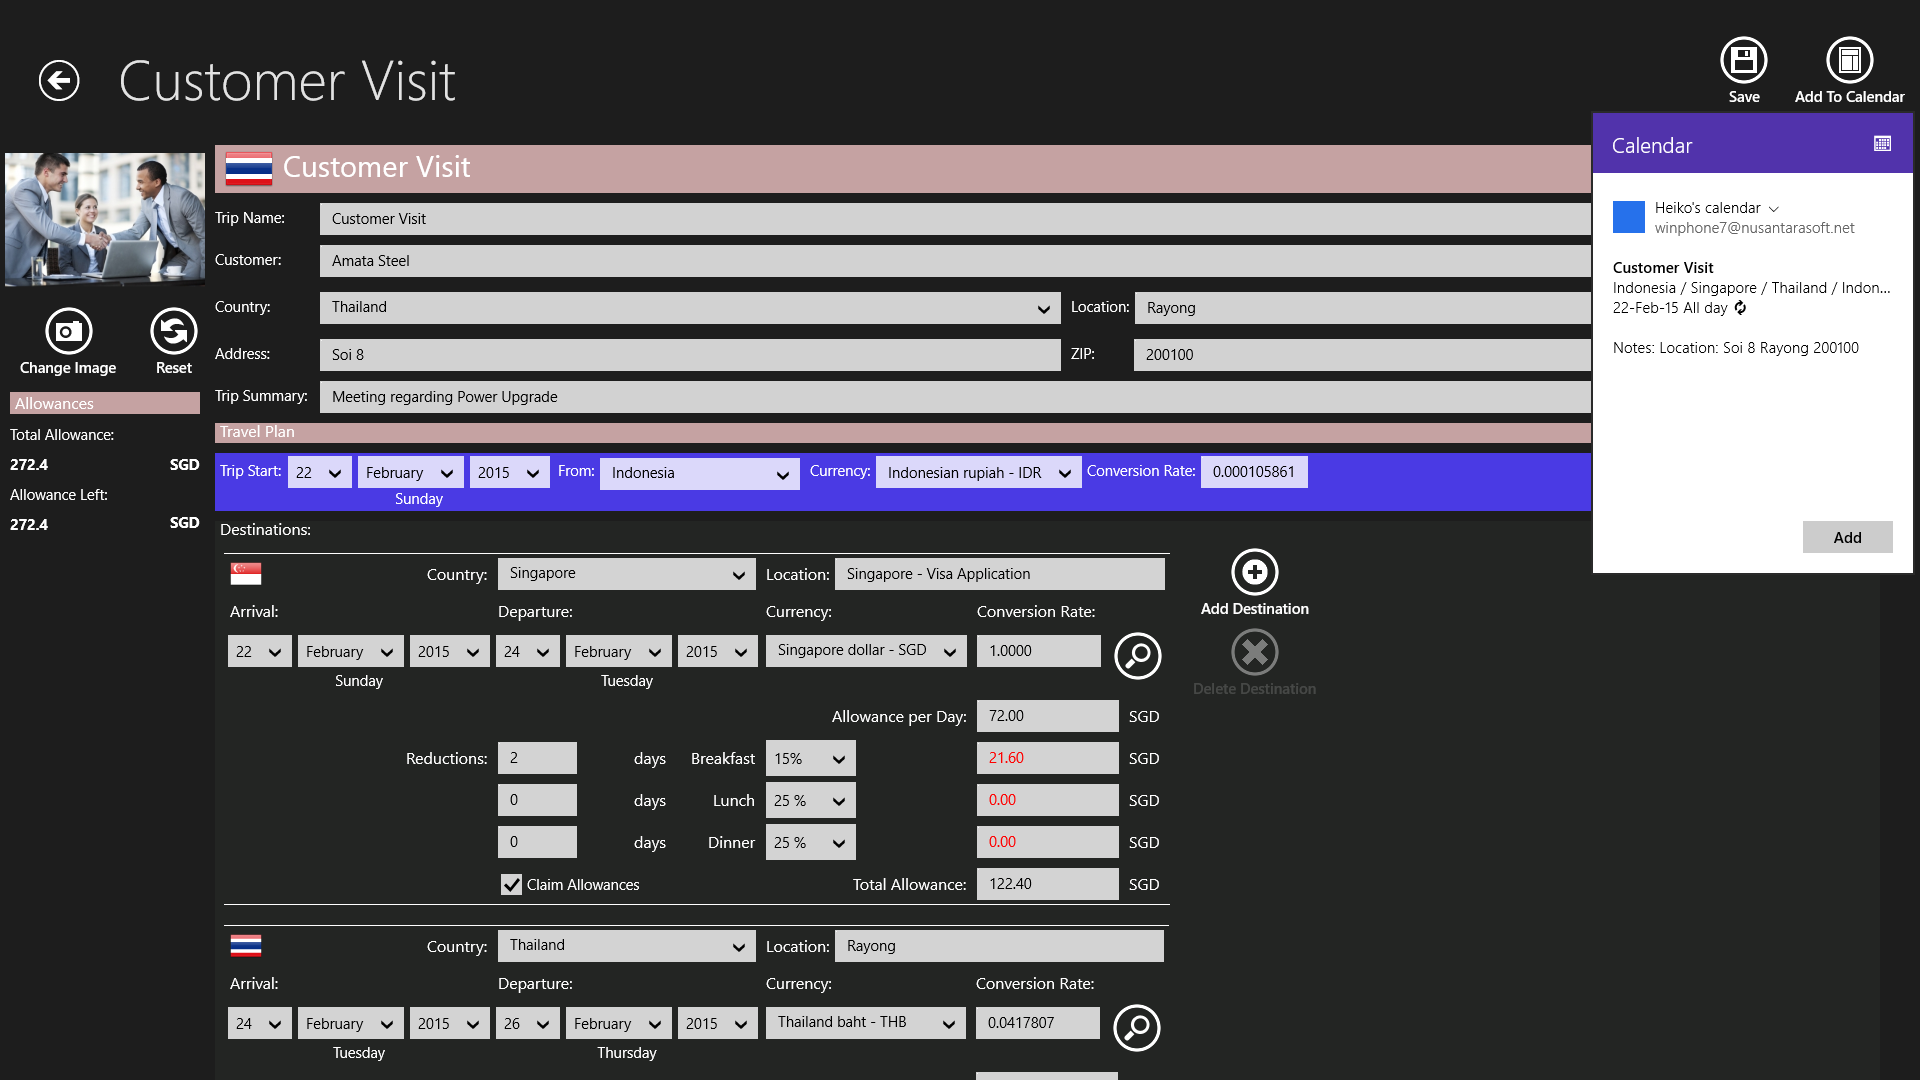 Customer Visit
Save
Add To Calendar
Calendar
Heiko's calendar
winphone7@nusantarasoft.net
Customer Visit
Indonesia / Singapore / Thailand / Indon...
22-Feb-15 All day
Notes: Location: Soi 8 Rayong 200100
Add
Change Image
Reset
Allowances
Total Allowance:
272.4 SGD
Allowance Left:
272.4 SGD
Customer Visit
Trip Name: Customer Visit
Customer: Amata Steel
Country: Thailand Location: Rayong
Address: Soi 8 ZIP: 200100
Trip Summary: Meeting regarding Power Upgrade
Travel Plan
Trip Start: 22 February 2015 From: Indonesia Currency: Indonesian rupiah - IDR Conversion Rate: 0.000105861
Sunday
Destinations:
Country: Singapore Location: Singapore - Visa Application
Arrival: Departure: Currency: Conversion Rate:
22 February 2015 24 February 2015 Singapore dollar - SGD 1.0000
Sunday Tuesday
Allowance per Day: 72.00 SGD
Reductions: 2 days Breakfast 15% 21.60 SGD
0 days Lunch 25 % 0.00 SGD
0 days Dinner 25 % 0.00 SGD
Claim Allowances Total Allowance: 122.40 SGD
Add Destination
Delete Destination
Country: Thailand Location: Rayong
Arrival: Departure: Currency: Conversion Rate:
24 February 2015 26 February 2015 Thailand baht - THB 0.0417807
Tuesday Thursday